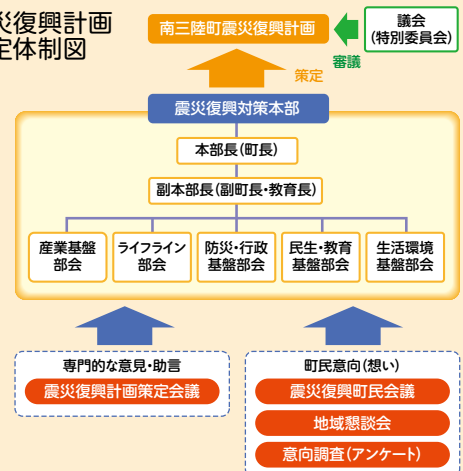 災復興計画
定体制図
南三陸町震災復興計画
議会
(特別委員会)
審議
策定
震災復興対策本部
本部長(町長)
副本部長(副町長・教育長)
産業基盤
部会
ライフライン
部会
防災・行政
基盤部会
民生・教育
基盤部会
生活環境
基盤部会
専門的な意見・助言
震災復興計画策定会議
町民意向(想い)
震災復興町民会議
地域懇談会
意向調査(アンケート)